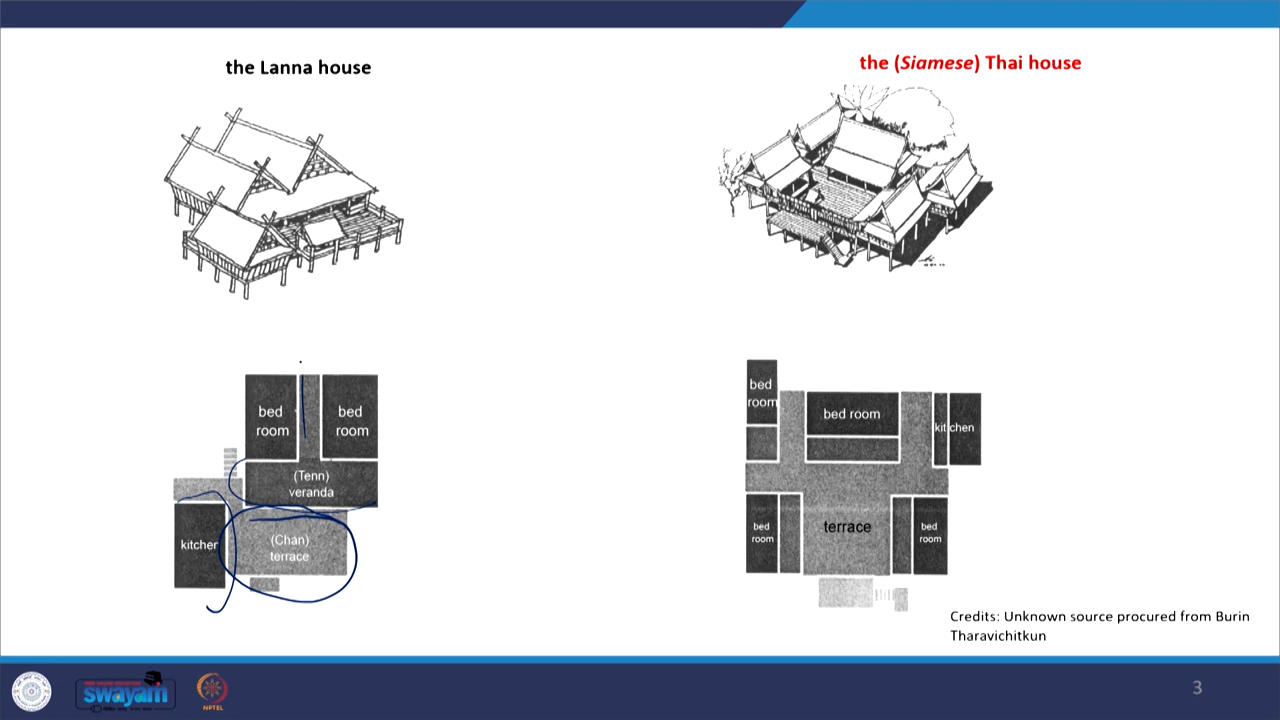 the Lanna house
the (Siamese) Thai house
bed
room
bed
room
(Tenn)
veranda
kitchen
(Chan)
terrace
bed
room
bed room
kitchen
bed
room
terrace
bed
room
Credits: Unknown source procured from Burin
Tharavichitkun
swayam
NPTEL
3